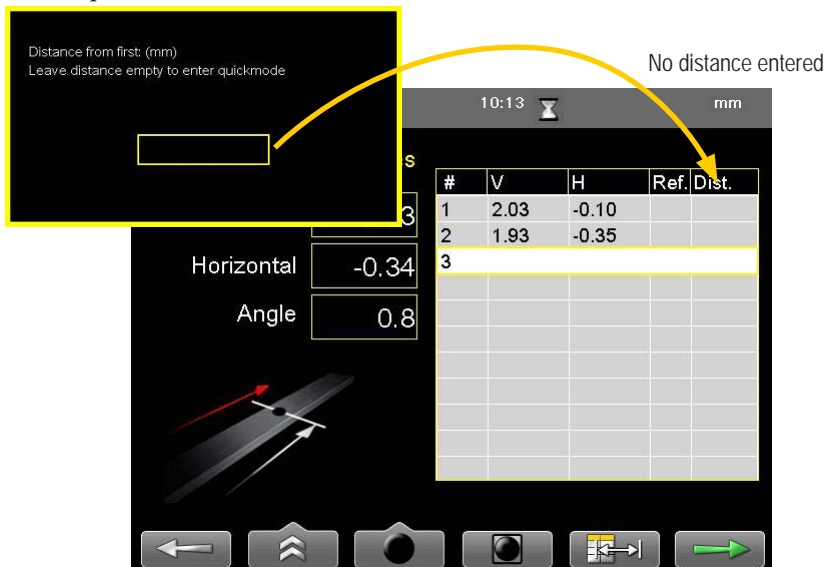 Distance from first: (mm)
Leave distance empty to enter quickmode
No distance entered
10:13 mm
# V H Ref. Dist.
1 2.03 -0.10
2 1.93 -0.35
3
Horizontal -0.34
Angle 0.8